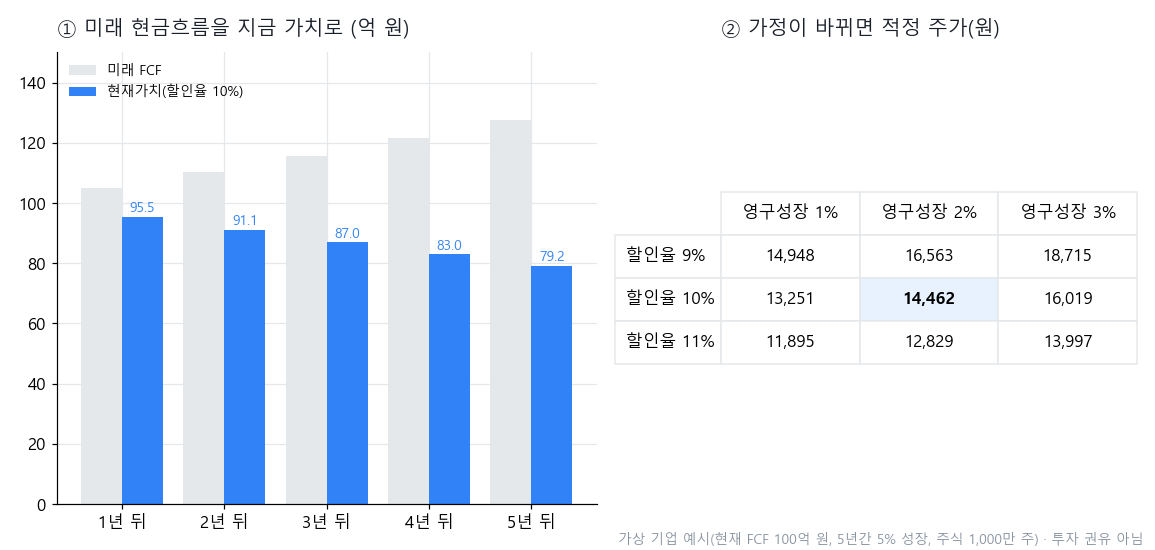 ① 미래 현금흐름을 지금 가치로 (억 원)
미래 FCF
현재가치(할인율 10%)
140
120
100
80
60
40
20
0
95.5
91.1
87.0
83.0
79.2
1년 뒤 2년 뒤 3년 뒤 4년 뒤 5년 뒤
② 가정이 바뀌면 적정 주가(원)
영구성장 1% 영구성장 2% 영구성장 3%
할인율 9% 14,948 16,563 18,715
할인율 10% 13,251 14,462 16,019
할인율 11% 11,895 12,829 13,997
가상 기업 예시(현재 FCF 100억 원, 5년간 5% 성장, 주식 1,000만 주) · 투자 권유 아님